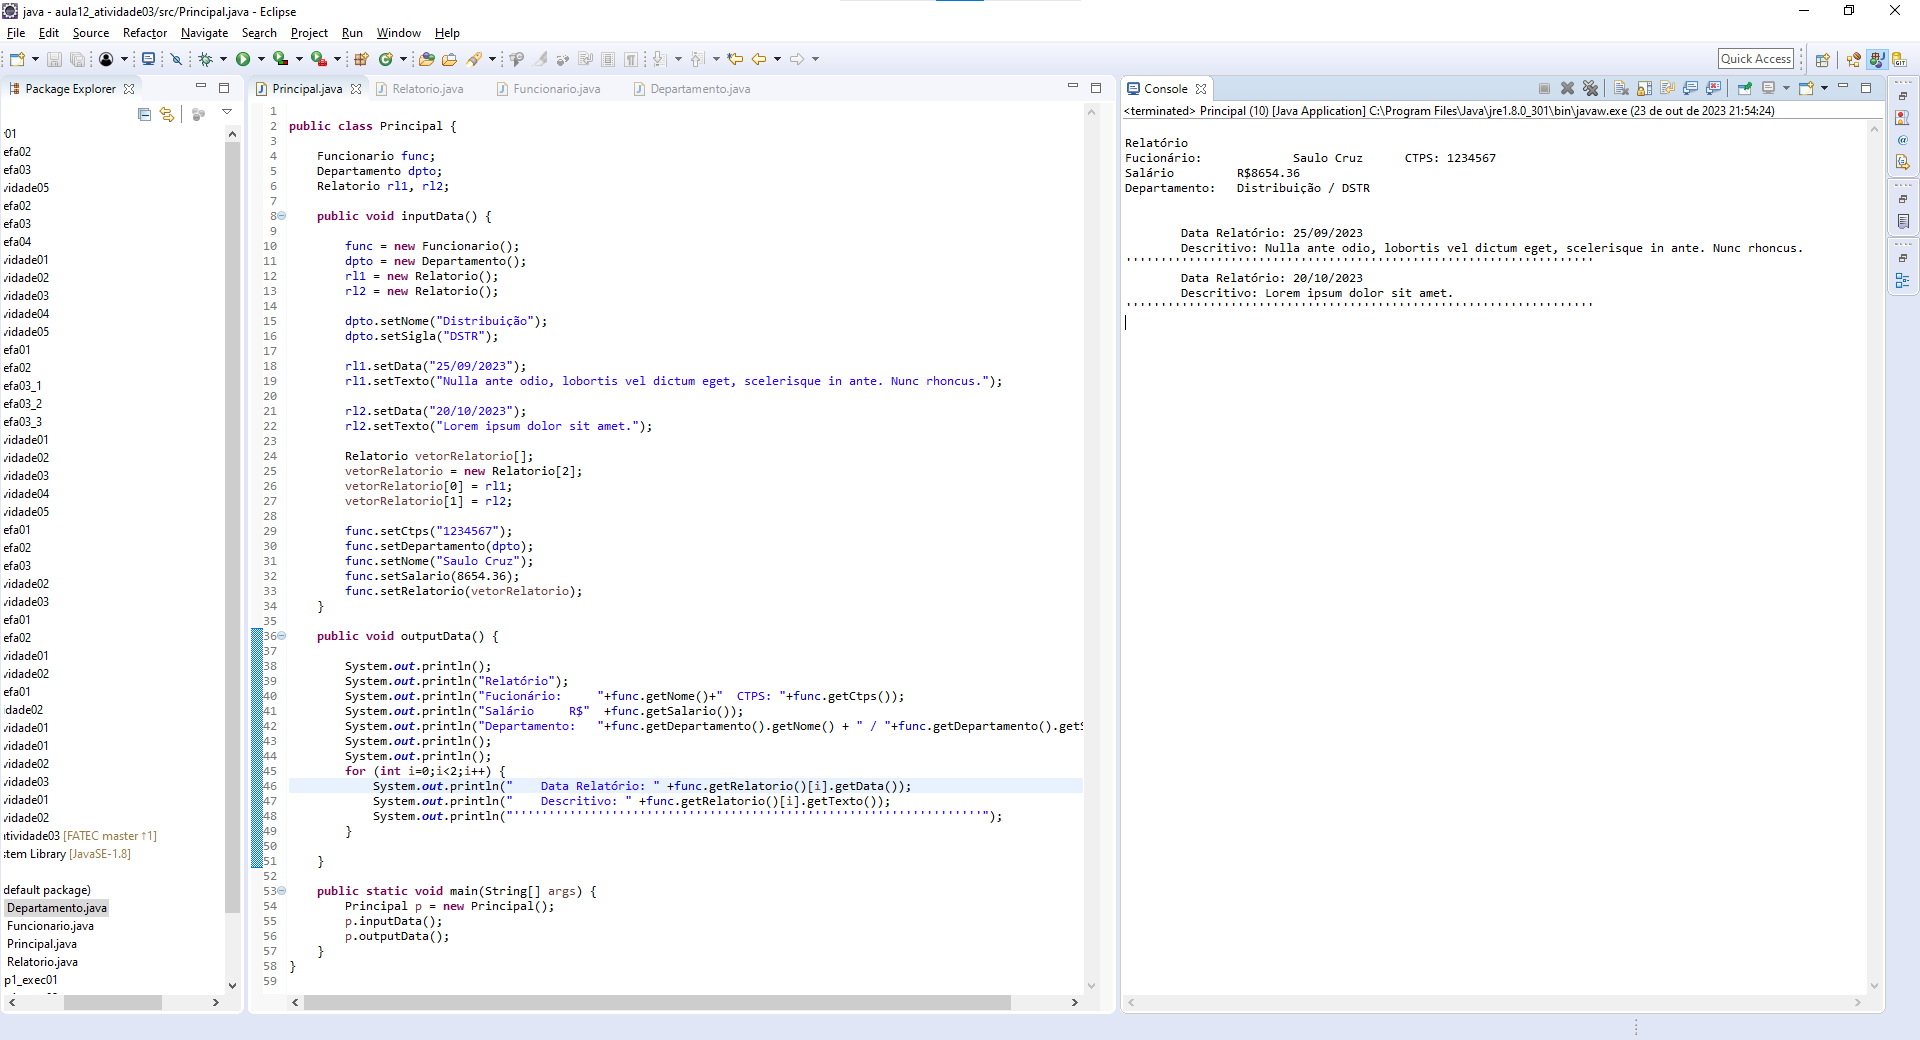 java - aula12_atividade03/src/Principal.java - Eclipse
File Edit Source Refactor Navigate Search Project Run Window Help
Quick Access
Package Explorer
01
efa02
efa03
vidade05
efa02
efa03
efa04
vidade01
vidade02
vidade03
vidade04
vidade05
efa01
efa02
efa03_1
efa03_2
efa03_3
vidade01
vidade02
vidade03
vidade04
vidade05
efa01
efa02
efa03
vidade02
vidade03
efa01
efa02
vidade01
vidade02
efa01
idade02
vidade01
vidade01
vidade02
vidade03
vidade01
vidade02
tividade03 [FATEC master ↑1]
stem Library [JavaSE-1.8]
default package)
Departamento.java
Funcionario.java
Principal.java
Relatorio.java
p1_exec01
Principal.java Relatorio.java Funcionario.java Departamento.java
1
2 public class Principal {
3
4 Funcionario func;
5 Departamento dpto;
6 Relatorio rl1, rl2;
7
8 public void inputData() {
9
10 func = new Funcionario();
11 dpto = new Departamento();
12 rl1 = new Relatorio();
13 rl2 = new Relatorio();
14
15 dpto.setNome("Distribuição");
16 dpto.setSigla("DSTR");
17
18 rl1.setData("25/09/2023");
19 rl1.setTexto("Nulla ante odio, lobortis vel dictum eget, scelerisque in ante. Nunc rhoncus.");
20
21 rl2.setData("20/10/2023");
22 rl2.setTexto("Lorem ipsum dolor sit amet.");
23
24 Relatorio vetorRelatorio[];
25 vetorRelatorio = new Relatorio[2];
26 vetorRelatorio[0] = rl1;
27 vetorRelatorio[1] = rl2;
28
29 func.setCtps("1234567");
30 func.setDepartamento(dpto);
31 func.setNome("Saulo Cruz");
32 func.setSalario(8654.36);
33 func.setRelatorio(vetorRelatorio);
34 }
35
36 public void outputData() {
37
38 System.out.println();
39 System.out.println("Relatório");
40 System.out.println("Fucionário:     "+func.getNome()+"  CTPS: "+func.getCtps());
41 System.out.println("Salário     R$"  +func.getSalario());
42 System.out.println("Departamento:   "+func.getDepartamento().getNome() + " / "+func.getDepartamento().getS
43 System.out.println();
44 System.out.println();
45 for (int i=0;i<2;i++) {
46 System.out.println("    Data Relatório: " +func.getRelatorio()[i].getData());
47 System.out.println("    Descritivo: " +func.getRelatorio()[i].getTexto());
48 System.out.println("'''''''''''''''''''''''''''''''''''''''''''''''''''''''''''''''''''");
49 }
50
51 }
52
53 public static void main(String[] args) {
54 Principal p = new Principal();
55 p.inputData();
56 p.outputData();
57 }
58 }
59
Console
<terminated> Principal (10) [Java Application] C:\Program Files\Java\jre1.8.0_301\bin\javaw.exe (23 de out de 2023 21:54:24)
Relatório
Fucionário: Saulo Cruz CTPS: 1234567
Salário R$8654.36
Departamento: Distribuição / DSTR
Data Relatório: 25/09/2023
Descritivo: Nulla ante odio, lobortis vel dictum eget, scelerisque in ante. Nunc rhoncus.
'''''''''''''''''''''''''''''''''''''''''''''''''''''''''''''''''''
Data Relatório: 20/10/2023
Descritivo: Lorem ipsum dolor sit amet.
'''''''''''''''''''''''''''''''''''''''''''''''''''''''''''''''''''